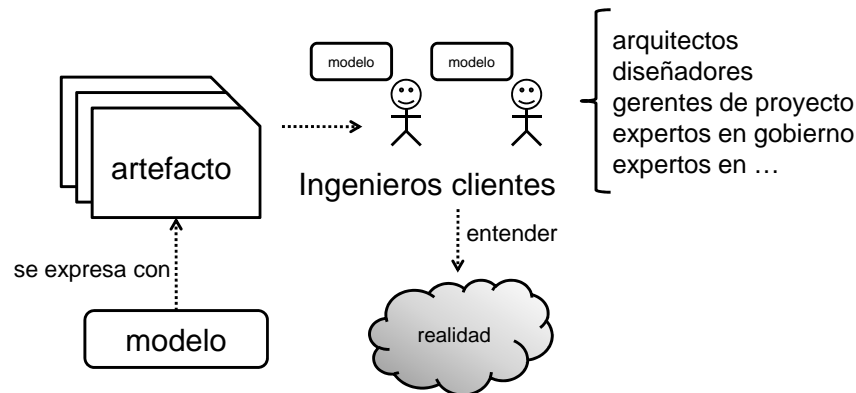 modelo
modelo
arquitectos
diseñadores
gerentes de proyecto
expertos en gobierno
expertos en …
artefacto
Ingenieros clientes
entender
se expresa con
realidad
modelo